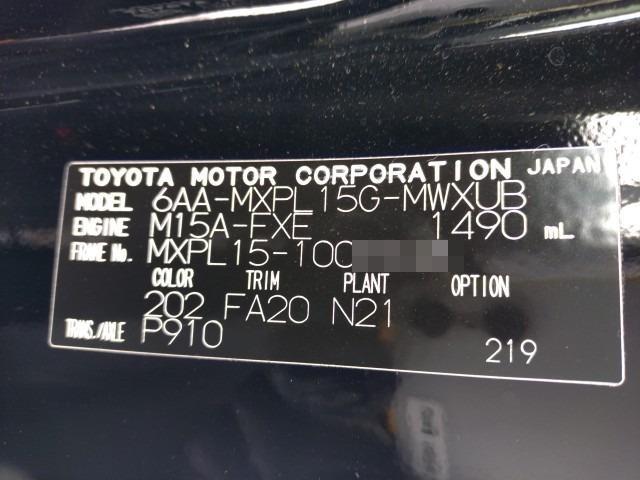 TOYOTA MOTOR CORPORATION JAPAN
MODEL 6AA-MXPL15G-MWXUB
ENGINE M15A-FXE 1490 mL
FRAME No. MXPL15-100
COLOR TRIM PLANT OPTION
202 FA20 N21
TRANS./AXLE P910
219